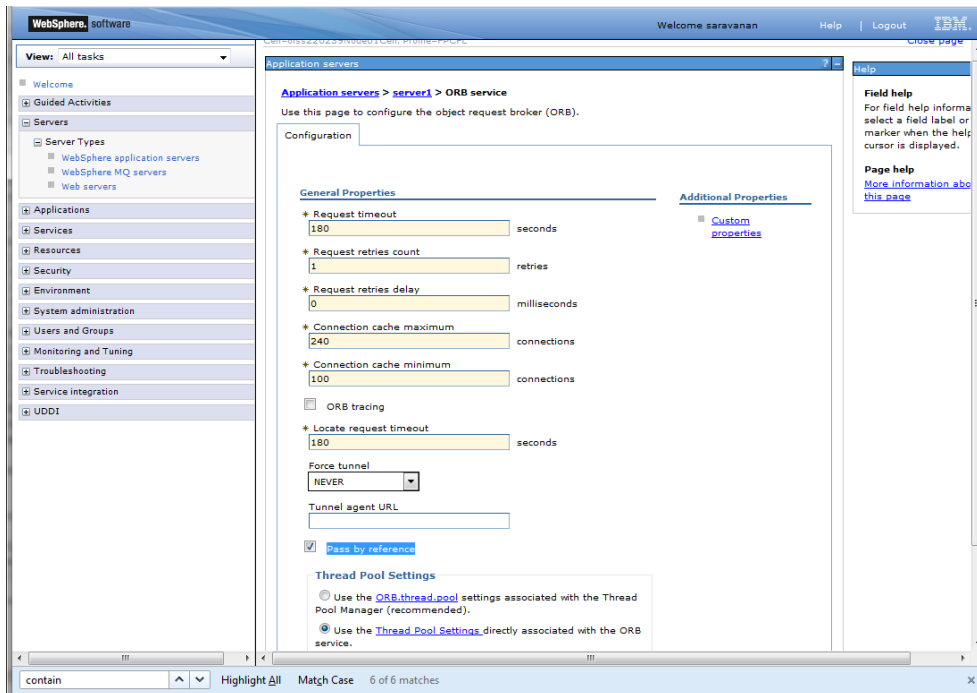 WebSphere. software
Welcome saravanan
Help | Logout
IBM.
View: All tasks
Welcome
Guided Activities
Servers
Server Types
WebSphere application servers
WebSphere MQ servers
Web servers
Applications
Services
Resources
Security
Environment
System administration
Users and Groups
Monitoring and Tuning
Troubleshooting
Service integration
UDDI
Close page
Application servers
? –
Application servers > server1 > ORB service
Use this page to configure the object request broker (ORB).
Configuration
General Properties
* Request timeout
180 seconds
* Request retries count
1 retries
* Request retries delay
0 milliseconds
* Connection cache maximum
240 connections
* Connection cache minimum
100 connections
ORB tracing
* Locate request timeout
180 seconds
Force tunnel
NEVER
Tunnel agent URL
Pass by reference
Thread Pool Settings
Use the ORB.thread.pool settings associated with the Thread
Pool Manager (recommended).
Use the Thread Pool Settings directly associated with the ORB
service.
Additional Properties
Custom
properties
Help
Field help
For field help informa
select a field label or
marker when the help
cursor is displayed.
Page help
More information abo
this page
contain
Highlight All Match Case 6 of 6 matches